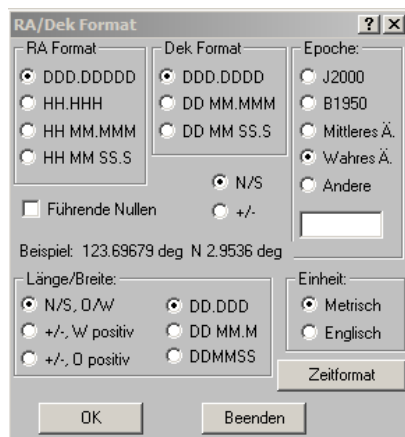 RA/Dek Format
RA Format
DDD.DDDDD
HH.HHH
HH MM.MMM
HH MM SS.S
Dek Format
DDD.DDDD
DD MM.MMM
DD MM SS.S
Epoche:
J2000
B1950
Mittleres Ä.
Wahres Ä.
Andere
Führende Nullen
N/S
+/-
Beispiel: 123.69679 deg N 2.9536 deg
Länge/Breite:
N/S, O/W
+/-, W positiv
+/-, O positiv
DD.DDD
DD MM.M
DDMMSS
Einheit:
Metrisch
Englisch
Zeitformat
OK
Beenden